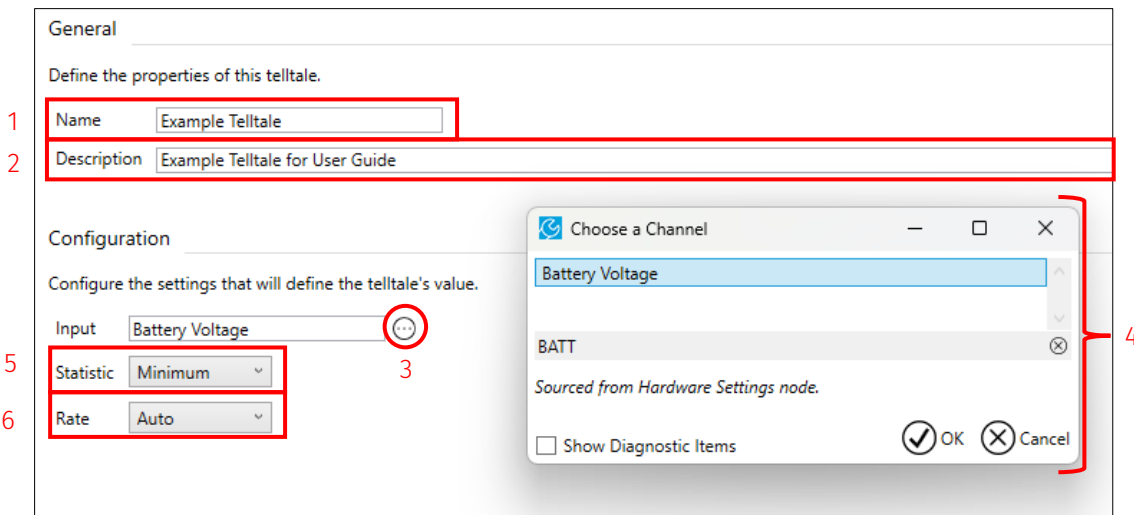 General
Define the properties of this telltale.
1 Name Example Telltale
2 Description Example Telltale for User Guide
Configuration
Configure the settings that will define the telltale's value.
Input Battery Voltage
3
5 Statistic Minimum
6 Rate Auto
Choose a Channel
Battery Voltage
BATT
Sourced from Hardware Settings node.
Show Diagnostic Items OK Cancel
4